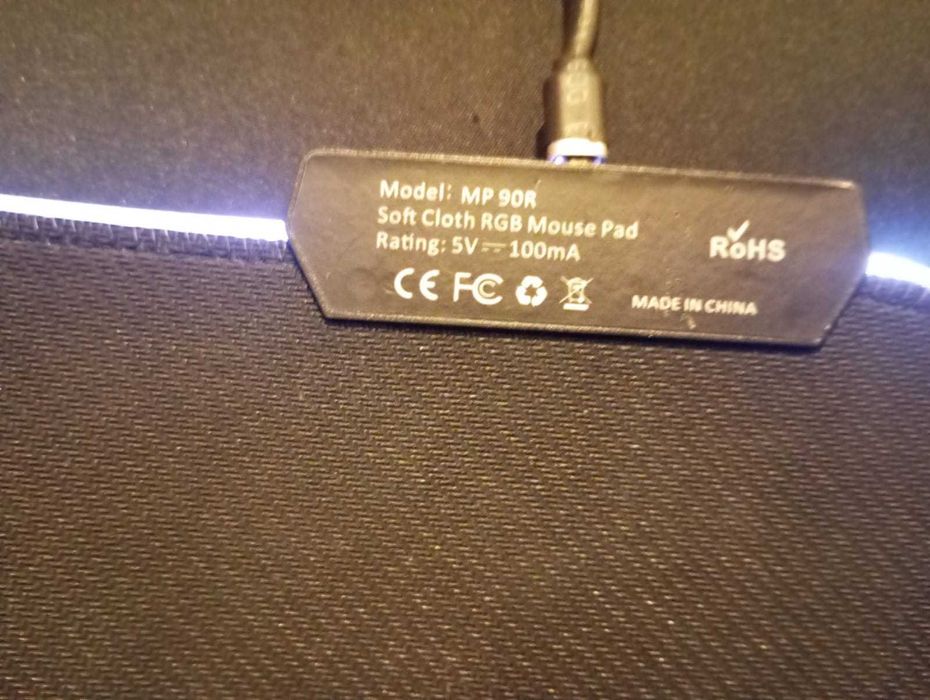 Model: MP 90R
Soft Cloth RGB Mouse Pad
Rating: 5V ⎓ 100mA
RoHS
CE FC
MADE IN CHINA